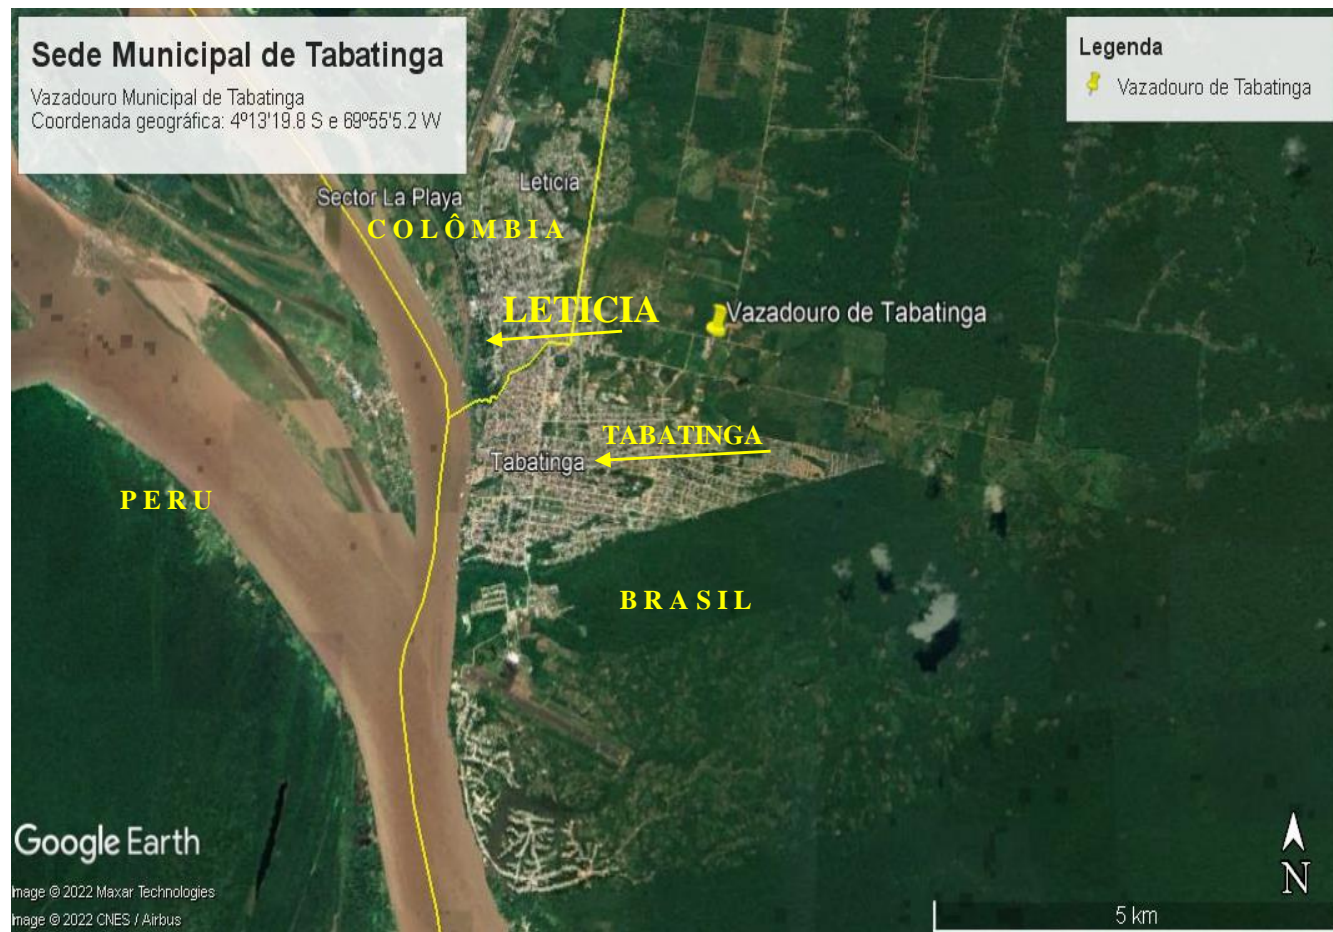 Sede Municipal de Tabatinga
Vazadouro Municipal de Tabatinga
Coordenada geográfica: 4º13'19.8 S e 69º55'5.2 W
Legenda
Vazadouro de Tabatinga
Leticia
Sector La Playa
COLÔMBIA
LETICIA
Vazadouro de Tabatinga
TABATINGA
Tabatinga
PERU
BRASIL
Google Earth
Image © 2022 Maxar Technologies
Image © 2022 CNES / Airbus
N
5 km